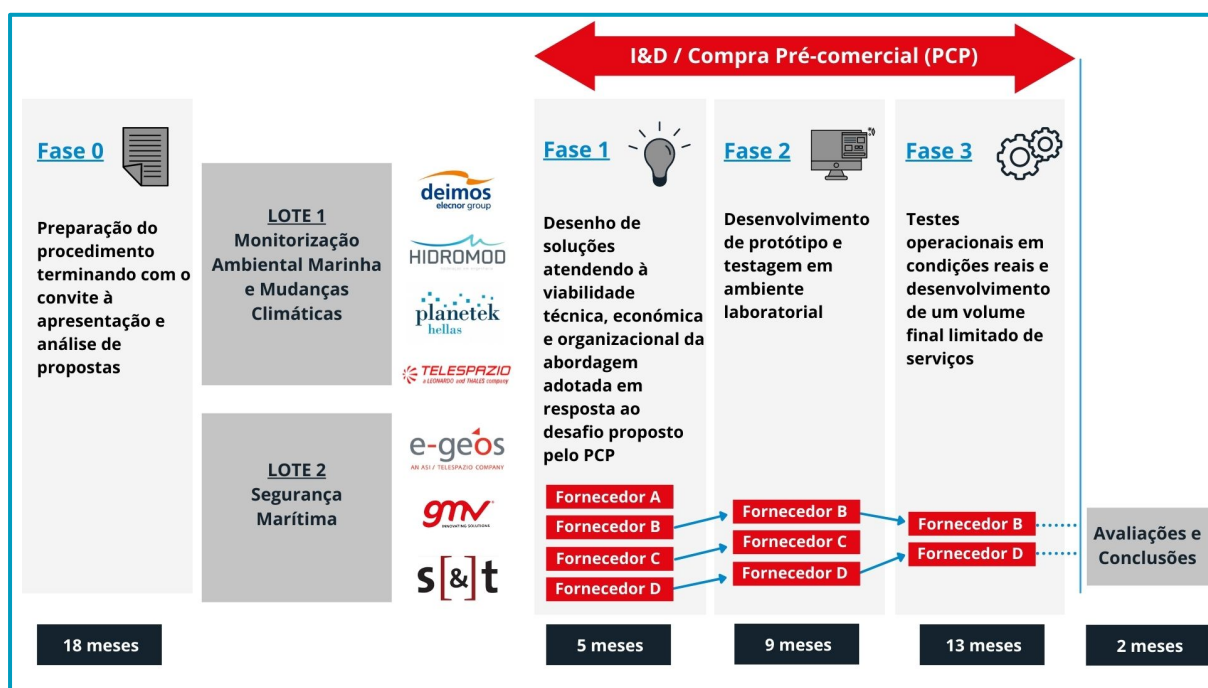 I&D / Compra Pré-comercial (PCP)
Fase 0
Preparação do
procedimento
terminando com o
convite à
apresentação e
análise de
propostas
18 meses
LOTE 1
Monitorização
Ambiental Marinha
e Mudanças
Climáticas
LOTE 2
Segurança
Marítima
deimos
elecnor group
HIDROMOD
planetek
hellas
TELESPAZIO
a LEONARDO and THALES company
e-geos
AN ASI / TELESPAZIO COMPANY
gmv
INNOVATING SOLUTIONS
s[&]t
Fase 1
Desenho de
soluções
atendendo à
viabilidade
técnica, económica
e organizacional da
abordagem
adotada em
resposta ao
desafio proposto
pelo PCP
Fornecedor A
Fornecedor B
Fornecedor C
Fornecedor D
5 meses
Fase 2
Desenvolvimento
de protótipo e
testagem em
ambiente
laboratorial
Fornecedor B
Fornecedor C
Fornecedor D
9 meses
Fase 3
Testes
operacionais em
condições reais e
desenvolvimento
de um volume
final limitado de
serviços
Fornecedor B
Fornecedor D
13 meses
Avaliações e
Conclusões
2 meses